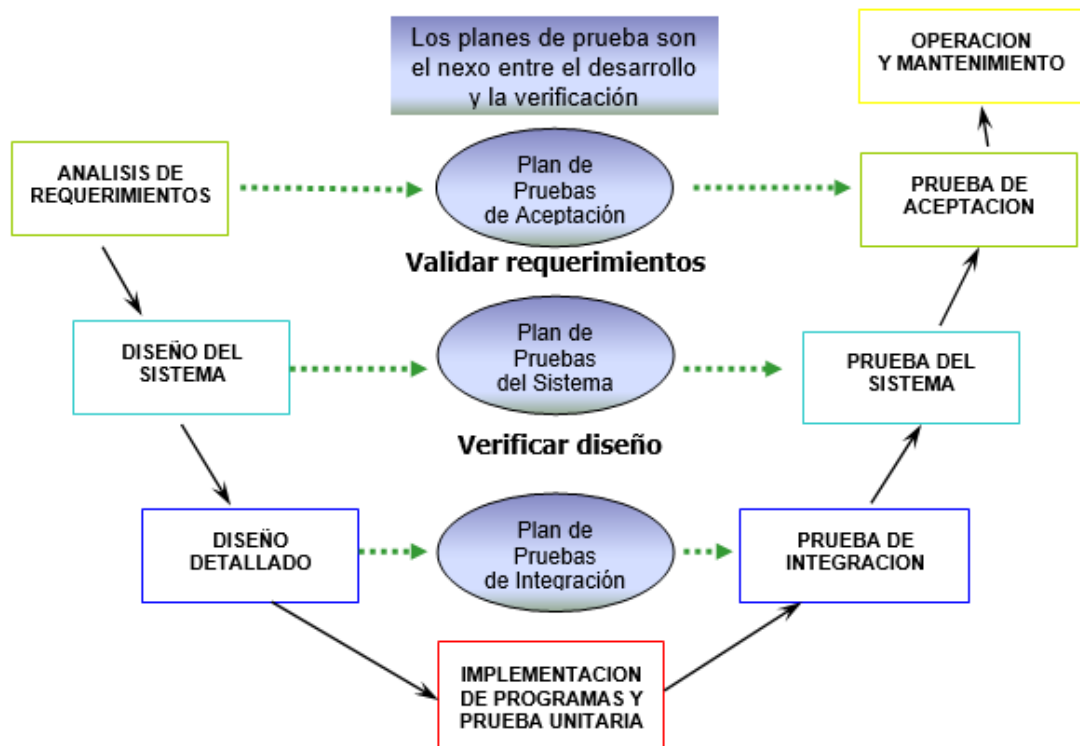 Los planes de prueba son
el nexo entre el desarrollo
y la verificación
OPERACION
Y MANTENIMIENTO
ANALISIS DE
REQUERIMIENTOS
Plan de
Pruebas
de Aceptación
PRUEBA DE
ACEPTACION
Validar requerimientos
DISEÑO DEL
SISTEMA
Plan de
Pruebas
del Sistema
PRUEBA DEL
SISTEMA
Verificar diseño
DISEÑO
DETALLADO
Plan de
Pruebas
de Integración
PRUEBA DE
INTEGRACION
IMPLEMENTACION
DE PROGRAMAS Y
PRUEBA UNITARIA